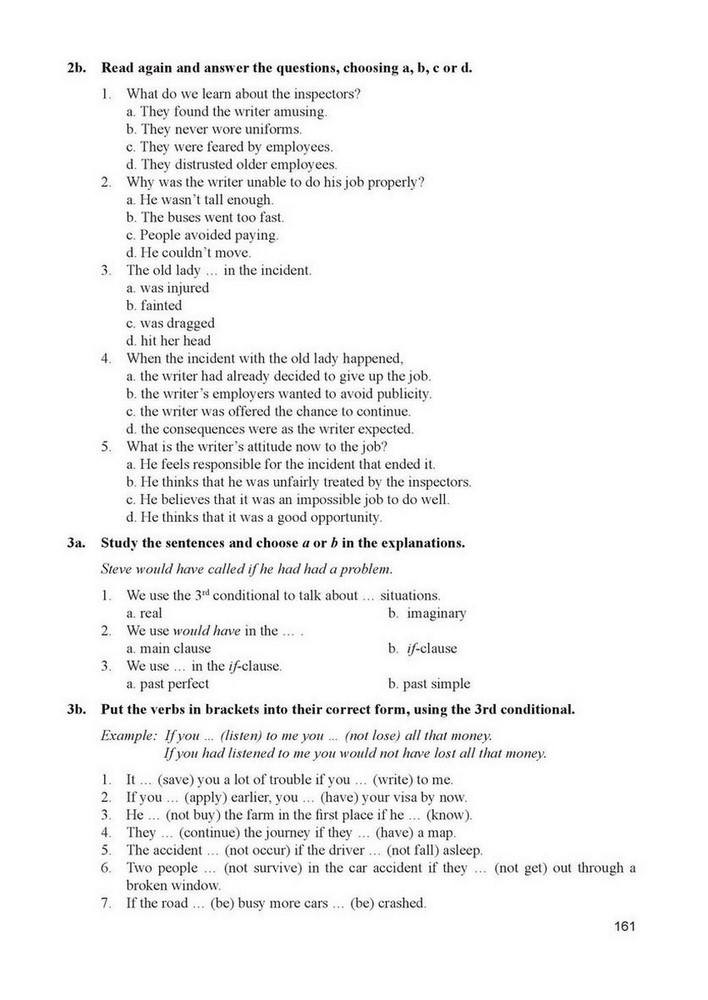 2b. Read again and answer the questions, choosing a, b, c or d.
1. What do we learn about the inspectors?
a. They found the writer amusing.
b. They never wore uniforms.
c. They were feared by employees.
d. They distrusted older employees.
2. Why was the writer unable to do his job properly?
a. He wasn't tall enough.
b. The buses went too fast.
c. People avoided paying.
d. He couldn't move.
3. The old lady … in the incident.
a. was injured
b. fainted
c. was dragged
d. hit her head
4. When the incident with the old lady happened,
a. the writer had already decided to give up the job.
b. the writer's employers wanted to avoid publicity.
c. the writer was offered the chance to continue.
d. the consequences were as the writer expected.
5. What is the writer's attitude now to the job?
a. He feels responsible for the incident that ended it.
b. He thinks that he was unfairly treated by the inspectors.
c. He believes that it was an impossible job to do well.
d. He thinks that it was a good opportunity.
3a. Study the sentences and choose a or b in the explanations.
Steve would have called if he had had a problem.
1. We use the 3rd conditional to talk about … situations.
a. real b. imaginary
2. We use would have in the … .
a. main clause b. if-clause
3. We use … in the if-clause.
a. past perfect b. past simple
3b. Put the verbs in brackets into their correct form, using the 3rd conditional.
Example: If you … (listen) to me you … (not lose) all that money.
If you had listened to me you would not have lost all that money.
1. It … (save) you a lot of trouble if you … (write) to me.
2. If you … (apply) earlier, you … (have) your visa by now.
3. He … (not buy) the farm in the first place if he … (know).
4. They … (continue) the journey if they … (have) a map.
5. The accident … (not occur) if the driver … (not fall) asleep.
6. Two people … (not survive) in the car accident if they … (not get) out through a
broken window.
7. If the road … (be) busy more cars … (be) crashed.
161